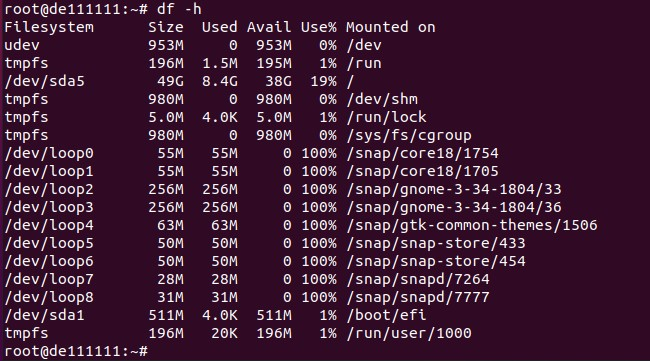 root@de111111:~# df -h
Filesystem      Size  Used Avail Use% Mounted on
udev            953M     0  953M   0% /dev
tmpfs           196M  1.5M  195M   1% /run
/dev/sda5        49G  8.4G   38G  19% /
tmpfs           980M     0  980M   0% /dev/shm
tmpfs           5.0M  4.0K  5.0M   1% /run/lock
tmpfs           980M     0  980M   0% /sys/fs/cgroup
/dev/loop0       55M   55M     0 100% /snap/core18/1754
/dev/loop1       55M   55M     0 100% /snap/core18/1705
/dev/loop2      256M  256M     0 100% /snap/gnome-3-34-1804/33
/dev/loop3      256M  256M     0 100% /snap/gnome-3-34-1804/36
/dev/loop4       63M   63M     0 100% /snap/gtk-common-themes/1506
/dev/loop5       50M   50M     0 100% /snap/snap-store/433
/dev/loop6       50M   50M     0 100% /snap/snap-store/454
/dev/loop7       28M   28M     0 100% /snap/snapd/7264
/dev/loop8       31M   31M     0 100% /snap/snapd/7777
/dev/sda1       511M  4.0K  511M   1% /boot/efi
tmpfs           196M   20K  196M   1% /run/user/1000
root@de111111:~#